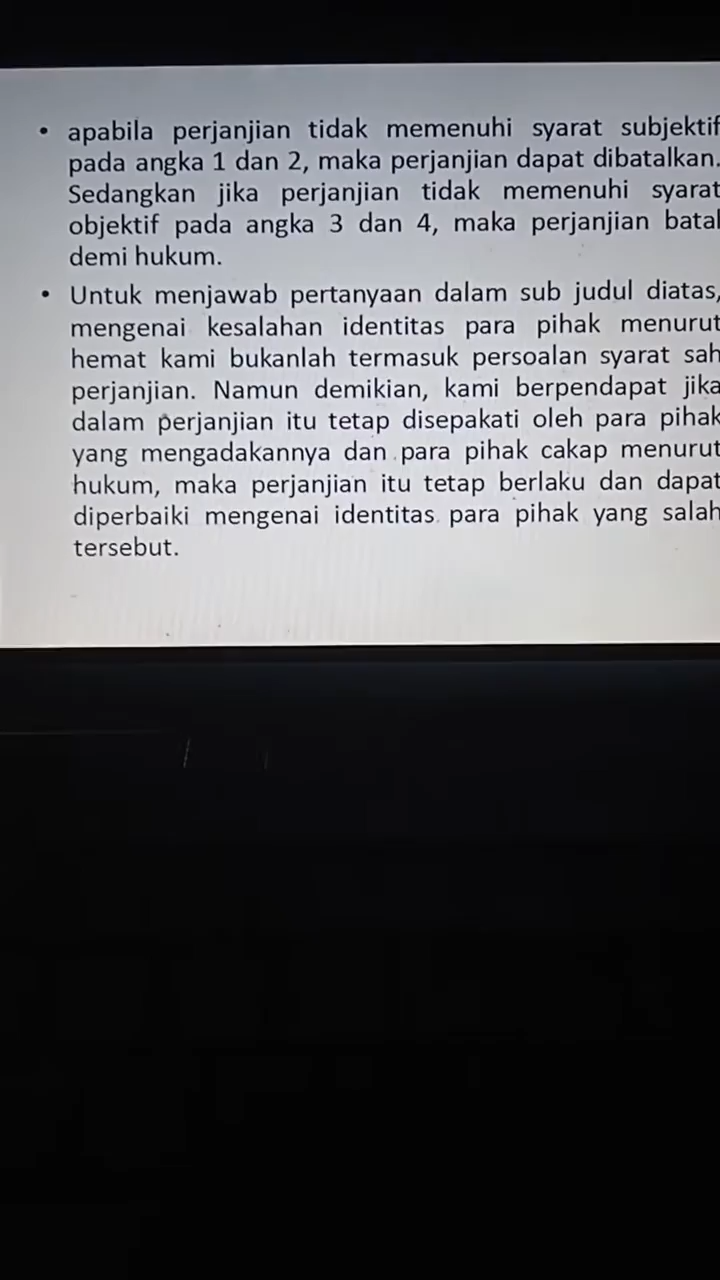 • apabila perjanjian tidak memenuhi syarat subjektif
pada angka 1 dan 2, maka perjanjian dapat dibatalkan.
Sedangkan jika perjanjian tidak memenuhi syarat
objektif pada angka 3 dan 4, maka perjanjian batal
demi hukum.
• Untuk menjawab pertanyaan dalam sub judul diatas,
mengenai kesalahan identitas para pihak menurut
hemat kami bukanlah termasuk persoalan syarat sah
perjanjian. Namun demikian, kami berpendapat jika
dalam perjanjian itu tetap disepakati oleh para pihak
yang mengadakannya dan para pihak cakap menurut
hukum, maka perjanjian itu tetap berlaku dan dapat
diperbaiki mengenai identitas para pihak yang salah
tersebut.